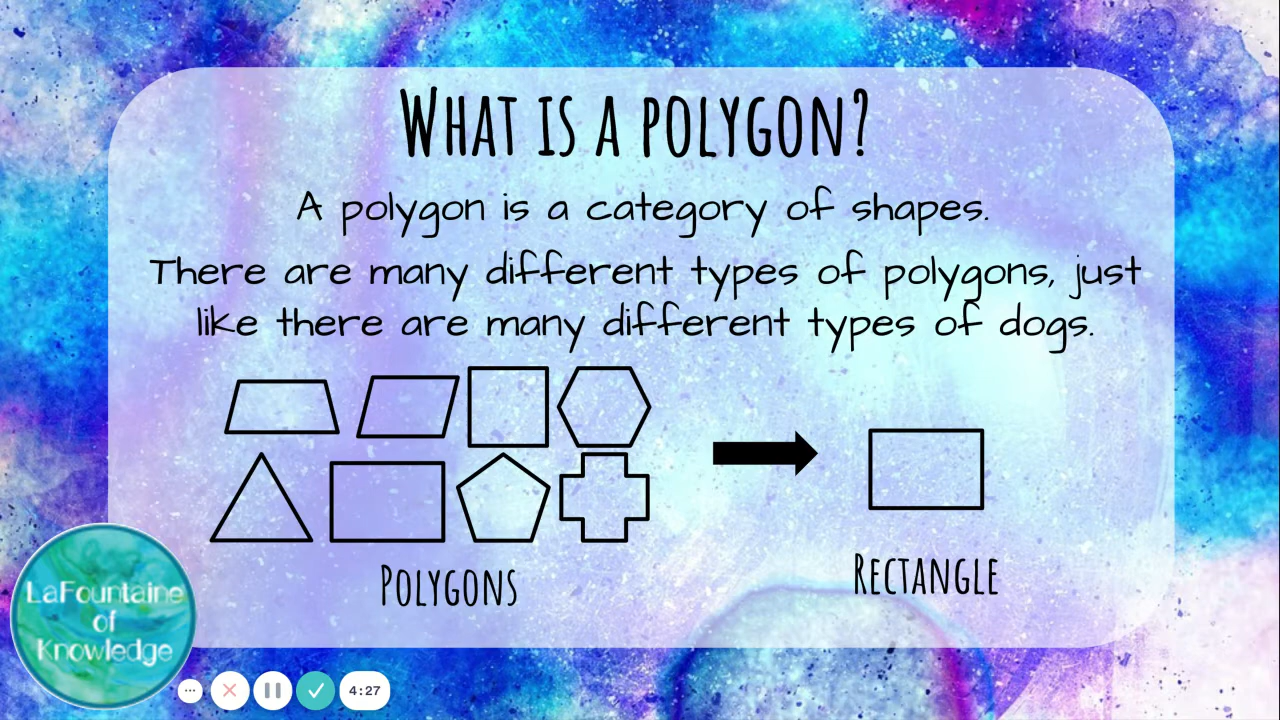 WHAT IS A POLYGON?
A polygon is a category of shapes.
There are many different types of polygons, just
like there are many different types of dogs.
POLYGONS
RECTANGLE
LaFountaine
of
Knowledge
4:27